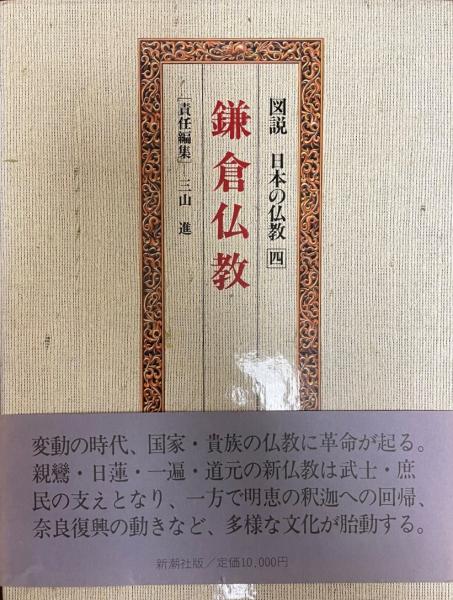 図説 日本の仏教 [四]
鎌倉仏教
[責任編集]―三山 進
変動の時代、国家・貴族の仏教に革命が起る。
親鸞・日蓮・一遍・道元の新仏教は武士・庶
民の支えとなり、一方で明恵の釈迦への回帰、
奈良復興の動きなど、多様な文化が胎動する。
新潮社版／定価10,000円